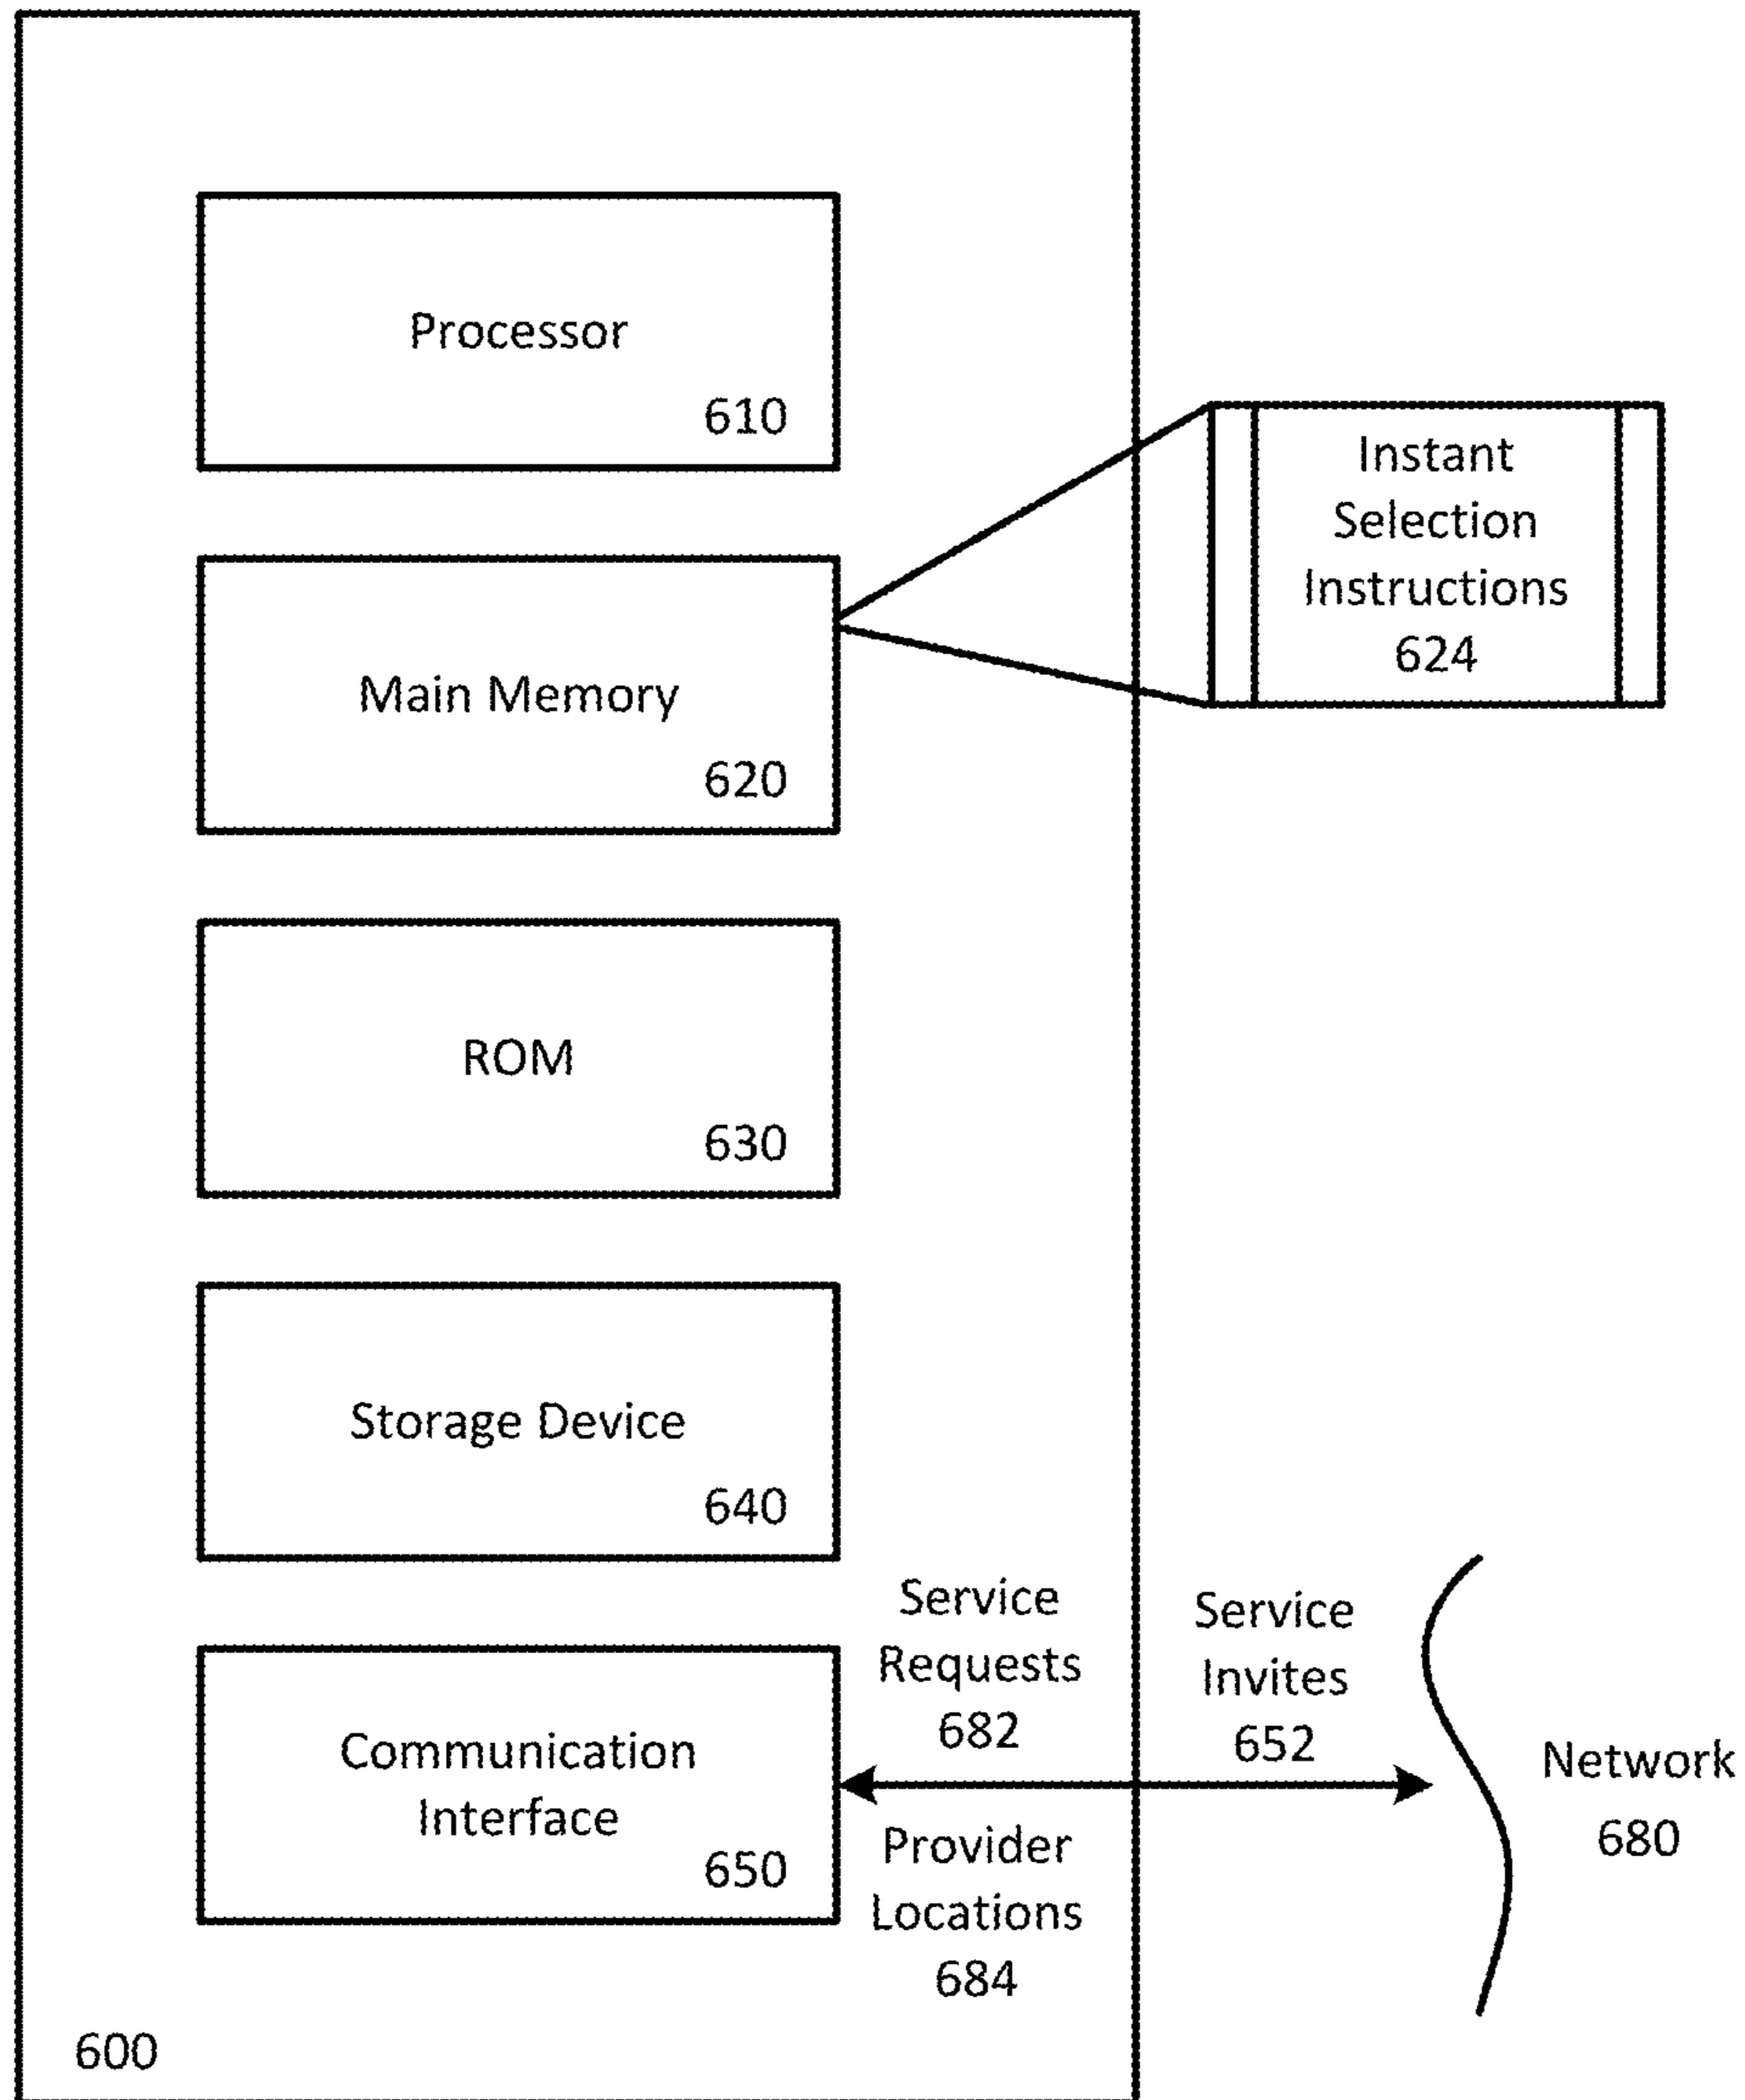 Processor
610
Instant
Selection
Instructions
624
Main Memory
620
ROM
630
Storage Device
640
Service
Requests
682
Service
Invites
652
Communication
Interface
650
Provider
Locations
684
Network
680
600